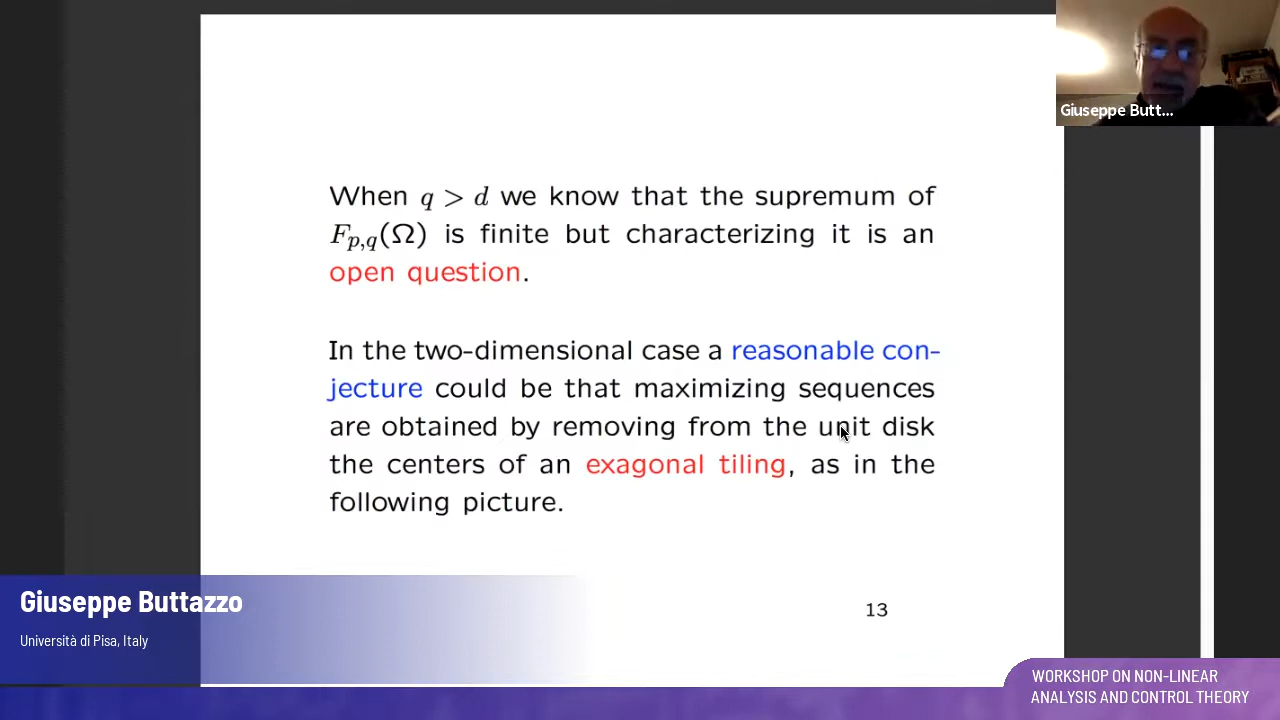 Giuseppe Butt...
When q > d we know that the supremum of
F_{p,q}(Ω) is finite but characterizing it is an
open question.
In the two-dimensional case a reasonable con-
jecture could be that maximizing sequences
are obtained by removing from the unit disk
the centers of an exagonal tiling, as in the
following picture.
13
Giuseppe Buttazzo
Università di Pisa, Italy
WORKSHOP ON NON-LINEAR
ANALYSIS AND CONTROL THEORY